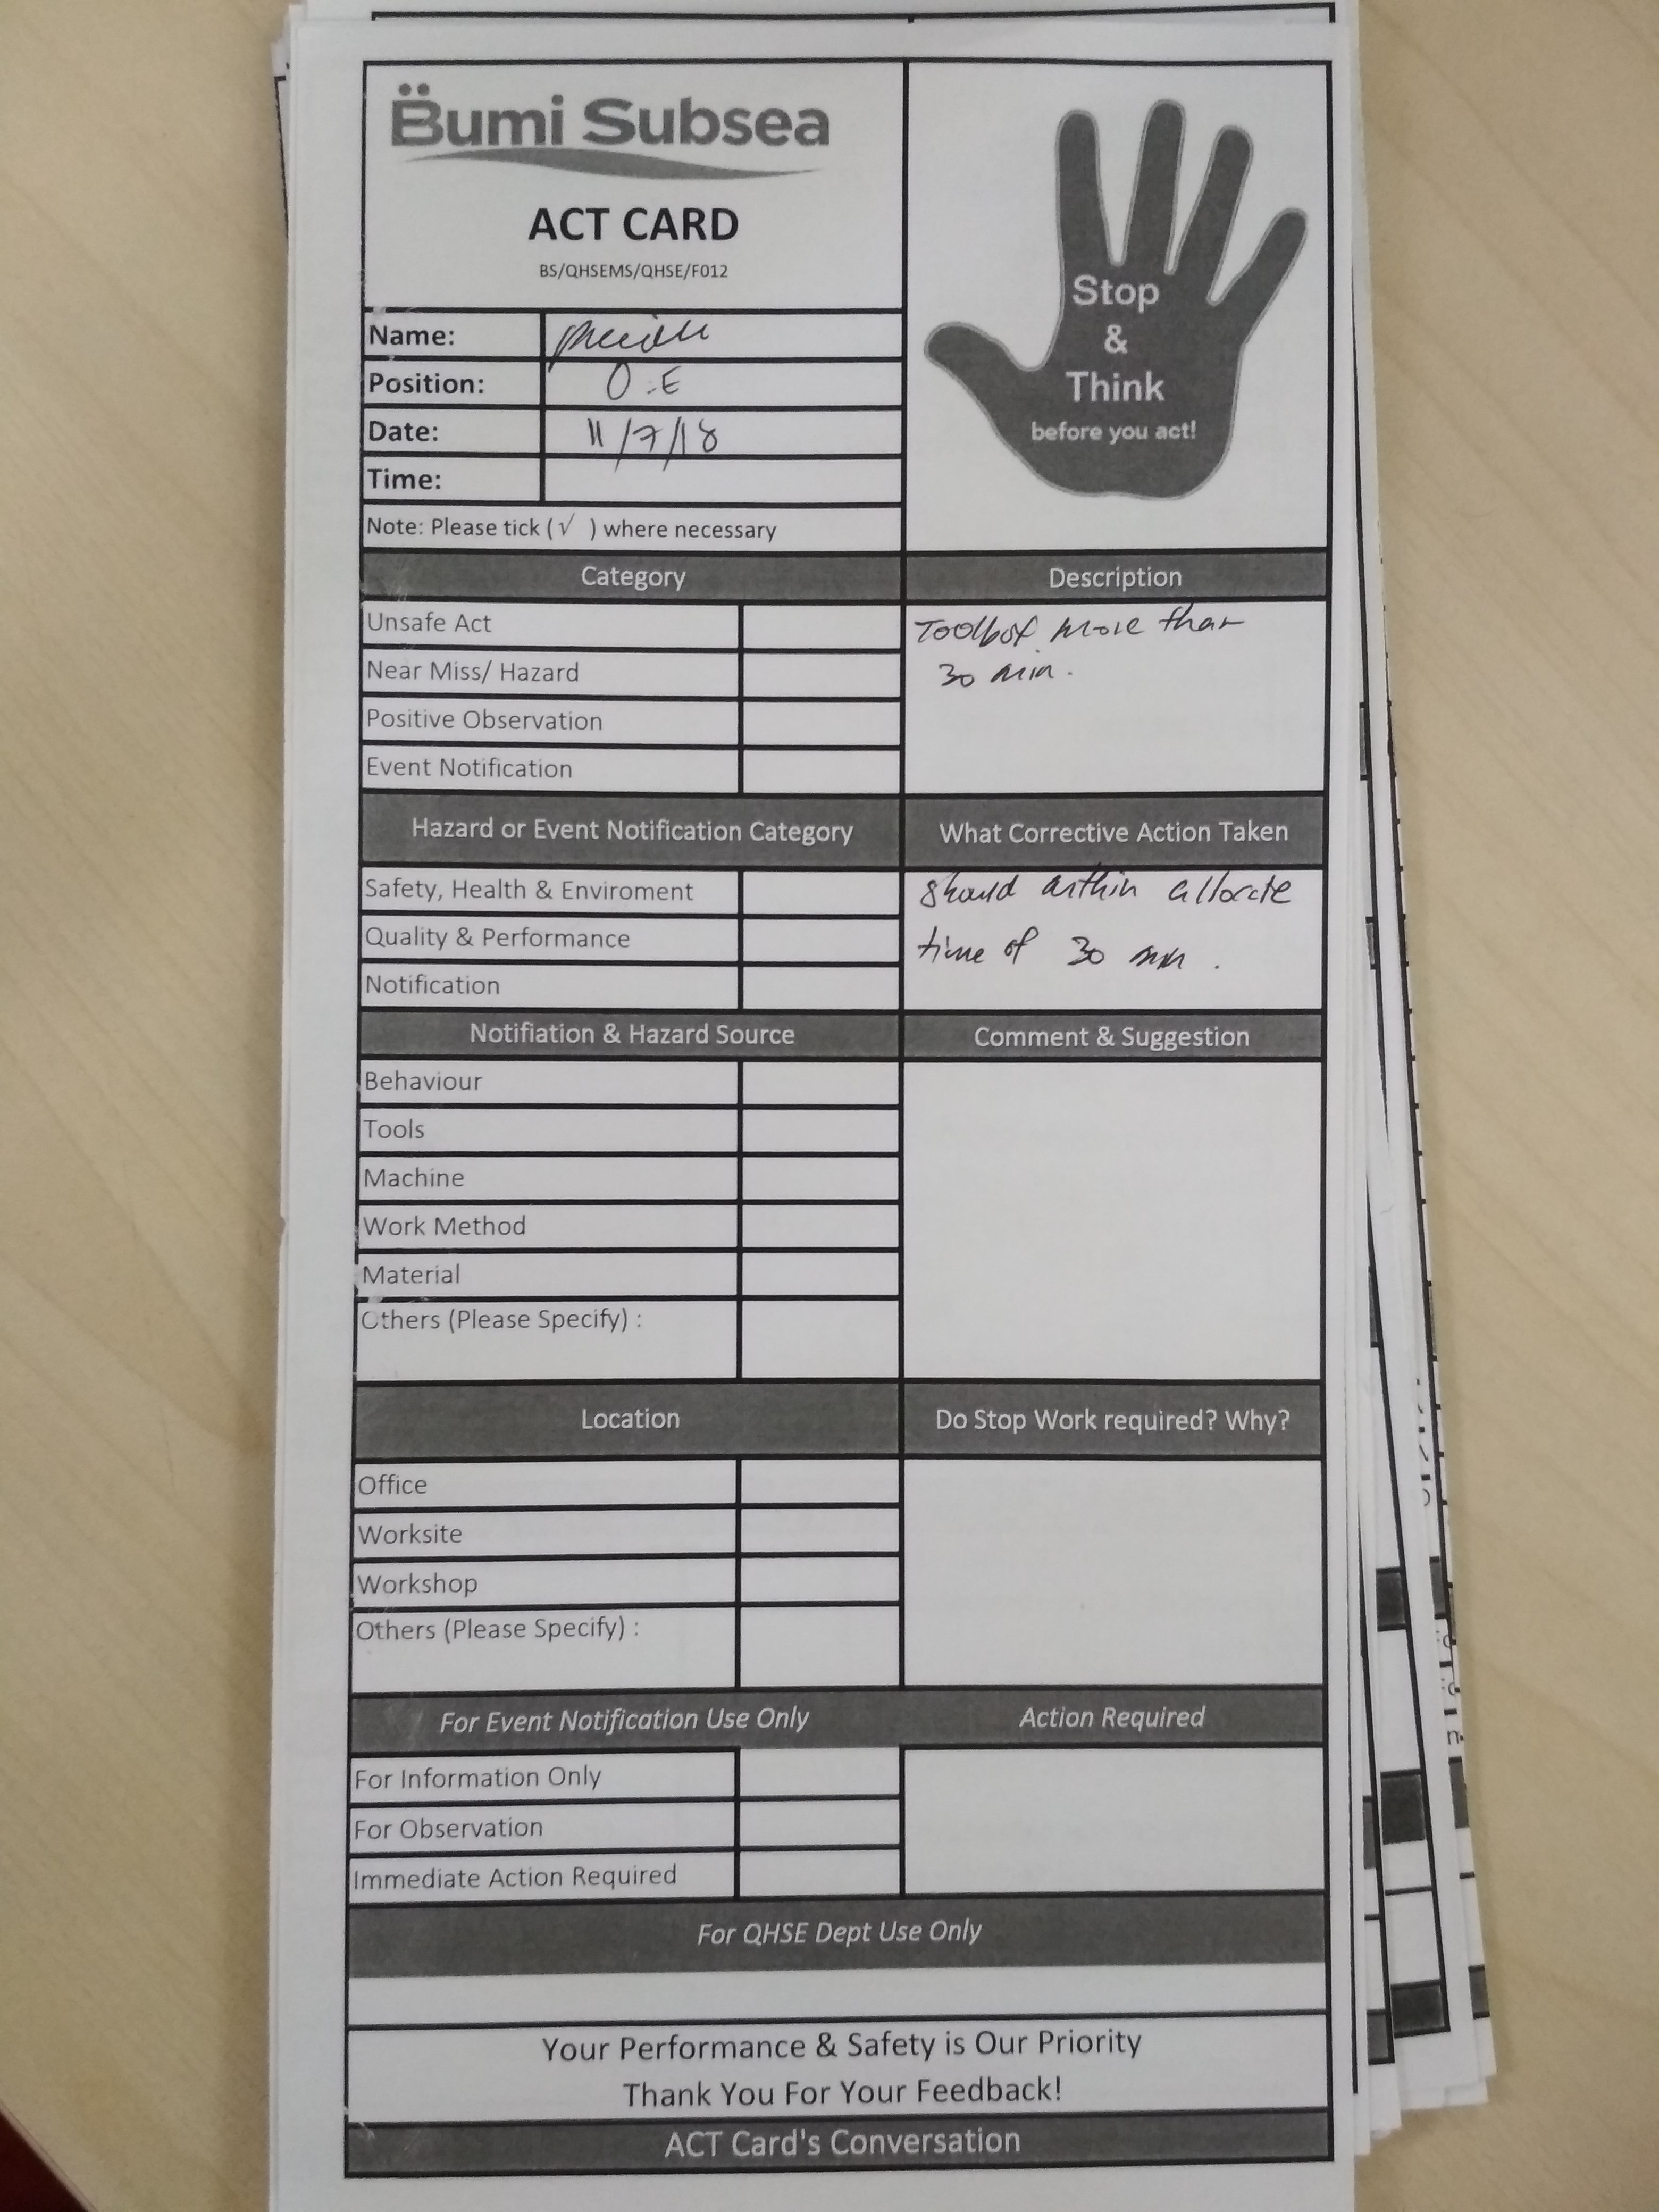 Bumi Subsea
ACT CARD
BS/QHSEMS/QHSE/F012
Stop
&
Think
before you act!
Name:
Position: O.E
Date: 11/7/18
Time:
Note: Please tick (√ ) where necessary
Category Description
Unsafe Act
Near Miss/ Hazard
Positive Observation
Event Notification
Toolbox more than
30 min.
Hazard or Event Notification Category What Corrective Action Taken
Safety, Health & Enviroment
Quality & Performance
Notification
should within allocate
time of 30 min.
Notifiation & Hazard Source Comment & Suggestion
Behaviour
Tools
Machine
Work Method
Material
Others (Please Specify) :
Location Do Stop Work required? Why?
Office
Worksite
Workshop
Others (Please Specify) :
For Event Notification Use Only Action Required
For Information Only
For Observation
Immediate Action Required
For QHSE Dept Use Only
Your Performance & Safety is Our Priority
Thank You For Your Feedback!
ACT Card's Conversation